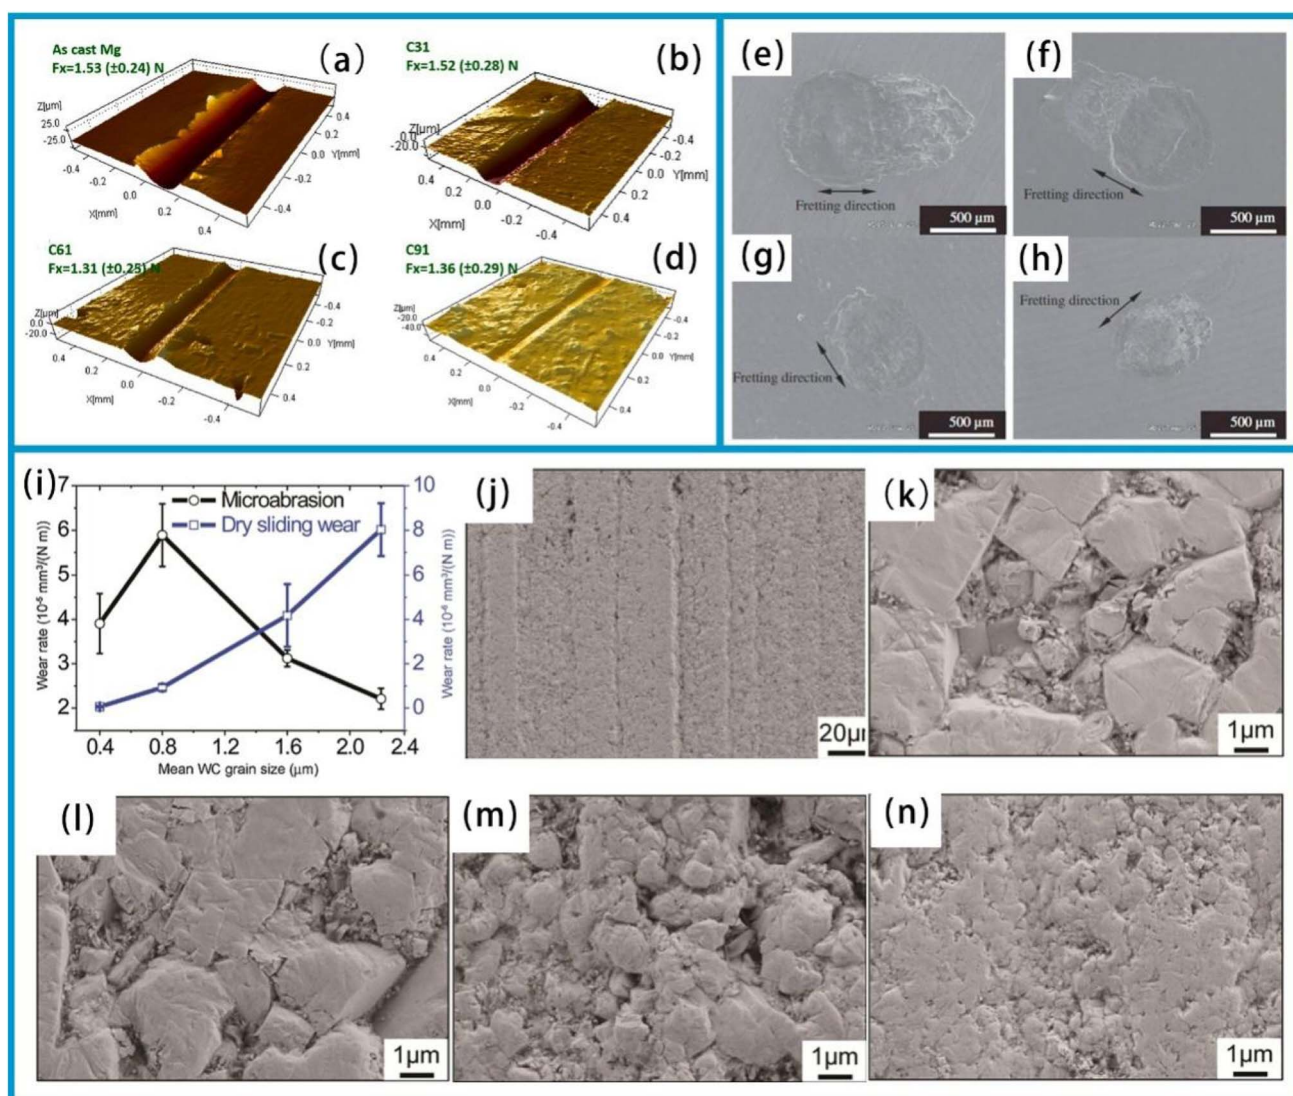 As cast Mg
Fx=1.53 (±0.24) N
(a)
Z[µm]
25.0
-25.0
-0.4
-0.2
0.0
0.2
0.4
X[mm]
0.4
0.2
0.0
Y[mm]
-0.2
-0.4
C31
Fx=1.52 (±0.28) N
(b)
Z[µm]
0.0
-20.0
0.4
0.2
0.0
-0.2
-0.4
X[mm]
-0.4
-0.2
0.0
Y[mm]
0.2
0.4
C61
Fx=1.31 (±0.25) N
(c)
Z[µm]
0.0
-20.0
0.4
0.2
0.0
-0.2
-0.4
X[mm]
-0.4
-0.2
0.0
Y[mm]
0.2
0.4
C91
Fx=1.36 (±0.29) N
(d)
Z[µm]
-20.0
-40.0
0.4
0.2
0.0
-0.2
-0.4
X[mm]
-0.4
-0.2
0.0
Y[mm]
0.2
0.4
(e)
Fretting direction
500 µm
(f)
Fretting direction
500 µm
(g)
Fretting direction
500 µm
(h)
Fretting direction
500 µm
(i)
Microabrasion
Dry sliding wear
Wear rate (10⁻⁵ mm³/(N m))
7
6
5
4
3
2
Wear rate (10⁻⁶ mm³/(N m))
10
8
6
4
2
0
0.4 0.8 1.2 1.6 2.0 2.4
Mean WC grain size (µm)
(j)
(k)
1µm
(l)
1µm
(m)
1µm
(n)
1µm